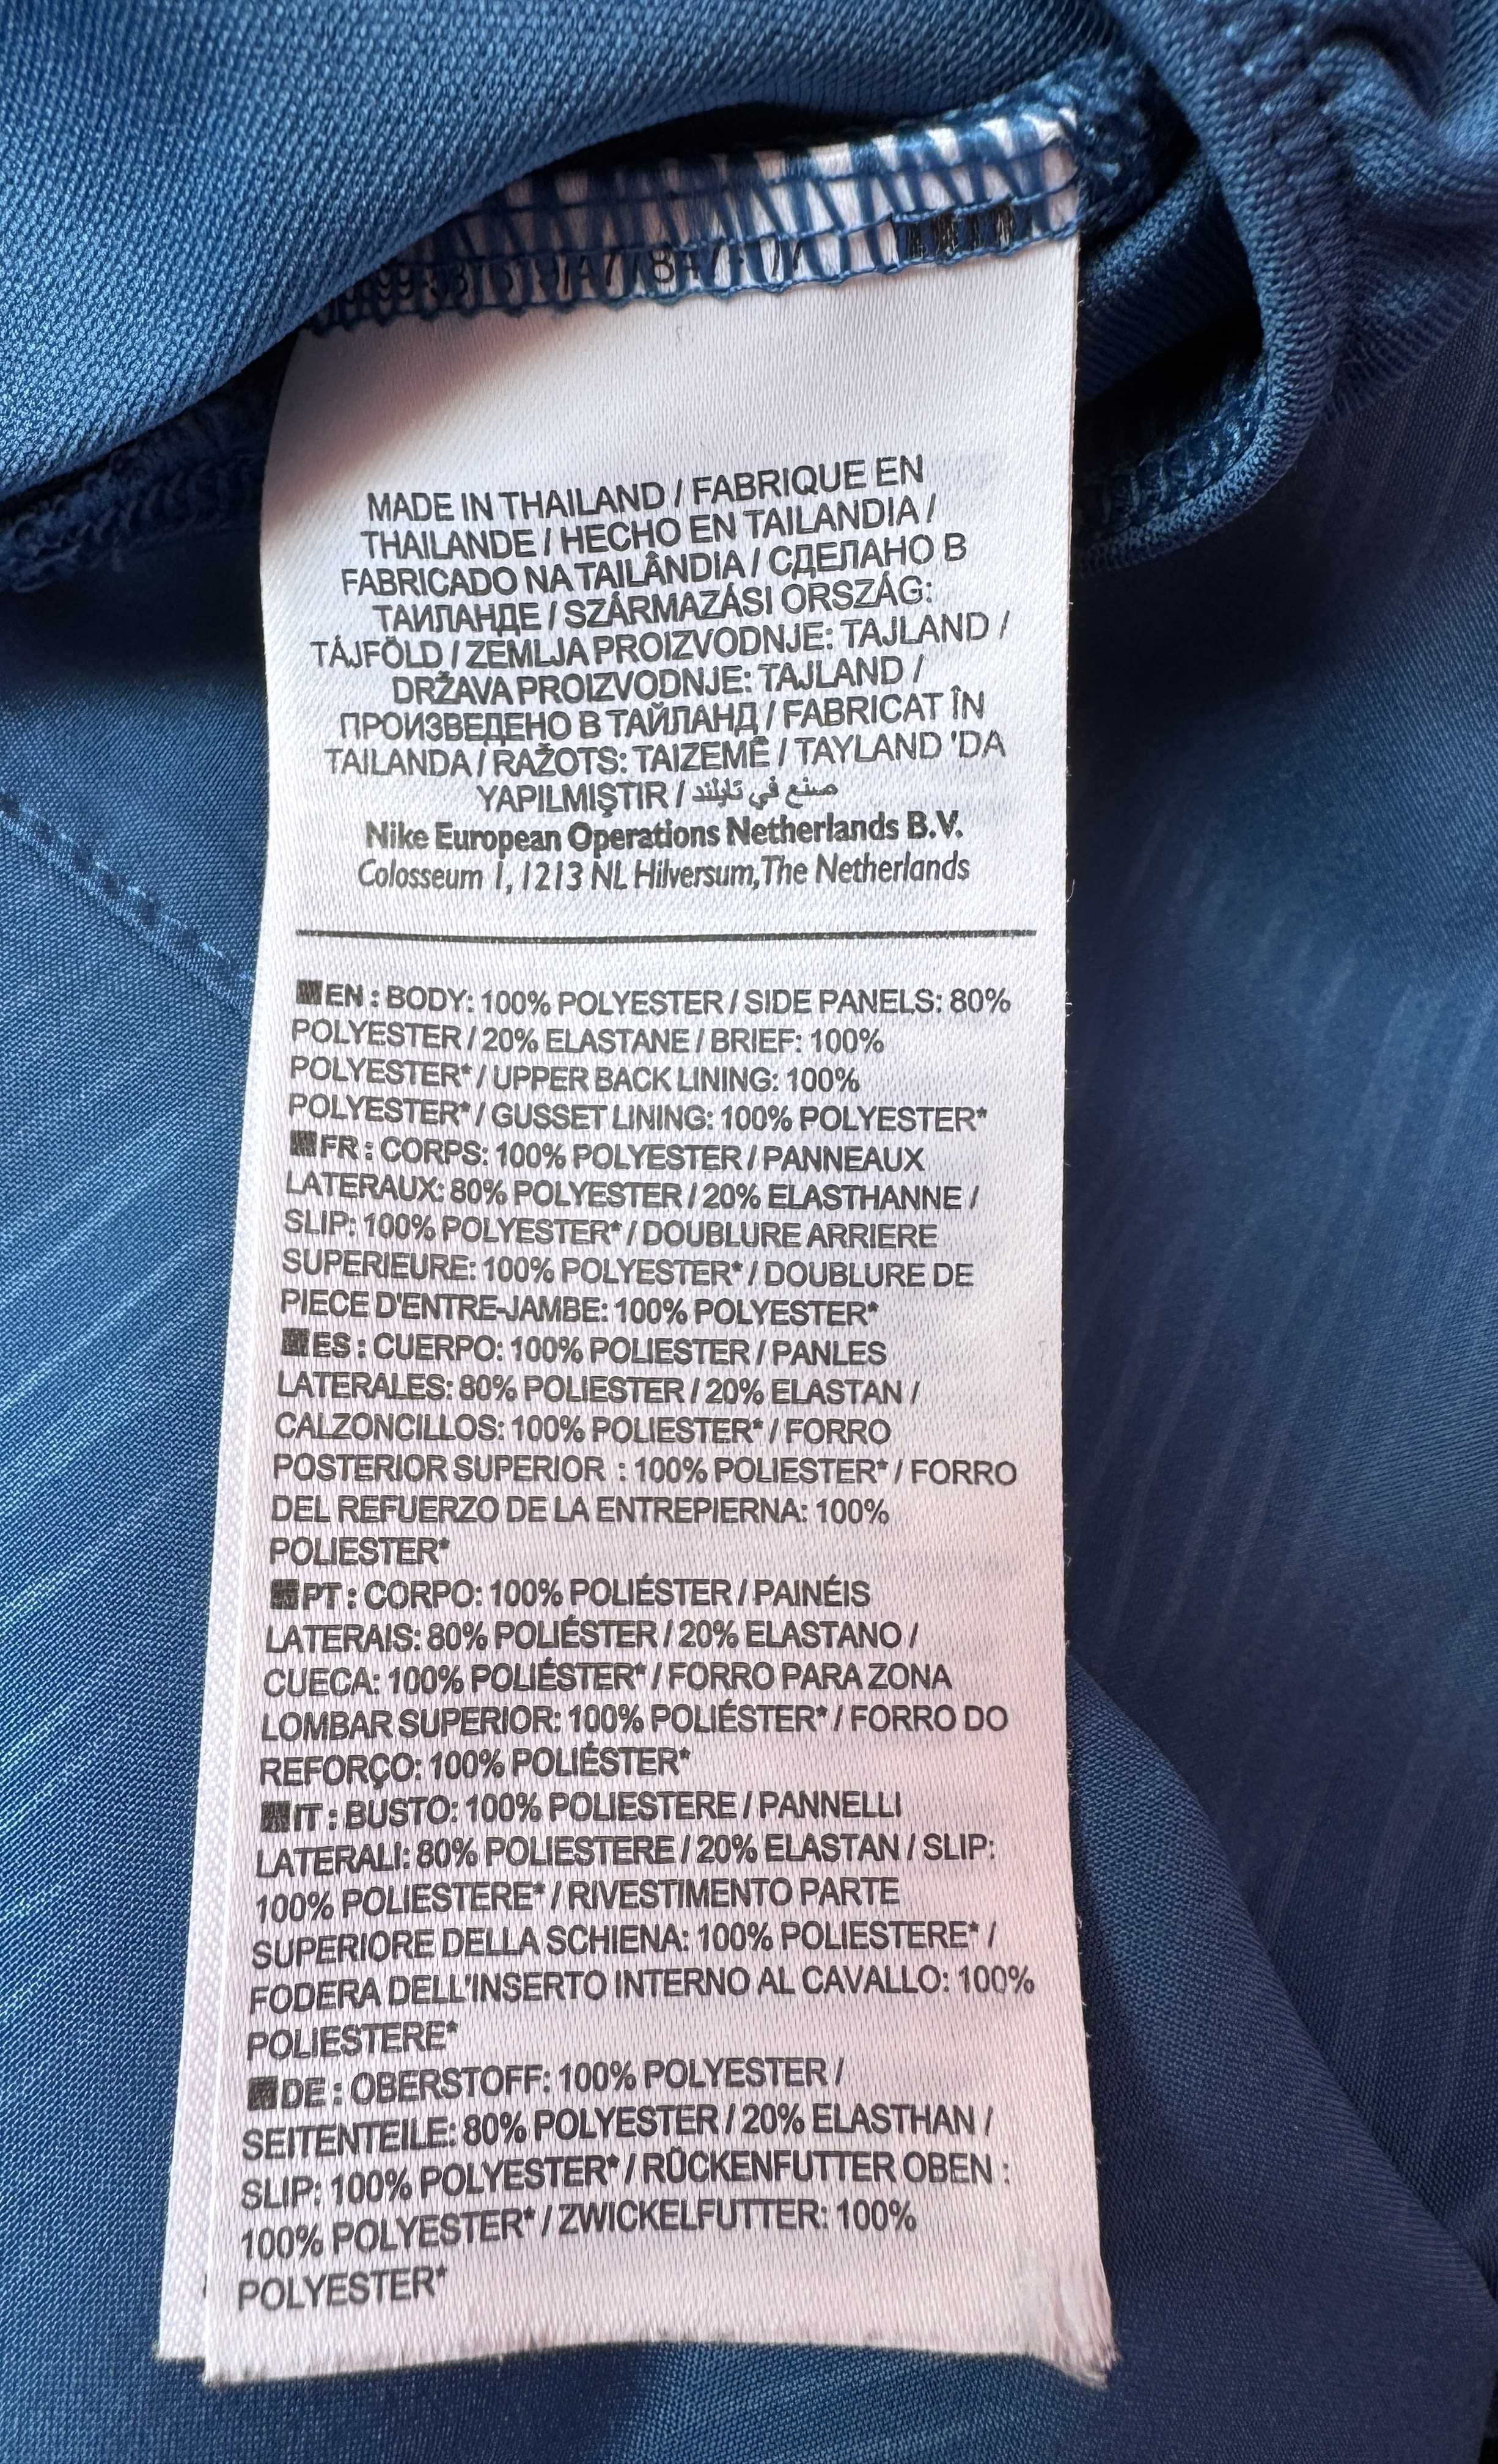 MADE IN THAILAND / FABRIQUE EN
THAILANDE / HECHO EN TAILANDIA /
FABRICADO NA TAILÂNDIA / СДЕЛАНО В
ТАИЛАНДЕ / SZÁRMAZÁSI ORSZÁG:
TÁJFÖLD / ZEMLJA PROIZVODNJE: TAJLAND /
DRŽAVA PROIZVODNJE: TAJLAND /
ПРОИЗВЕДЕНО В ТАЙЛАНД / FABRICAT ÎN
TAILANDA / RAŽOTS: TAIZEMĒ / TAYLAND 'DA
YAPILMIŞTIR / صنع في تايلند
Nike European Operations Netherlands B.V.
Colosseum 1, 1213 NL Hilversum, The Netherlands
EN : BODY: 100% POLYESTER / SIDE PANELS: 80%
POLYESTER / 20% ELASTANE / BRIEF: 100%
POLYESTER* / UPPER BACK LINING: 100%
POLYESTER* / GUSSET LINING: 100% POLYESTER*
FR : CORPS: 100% POLYESTER / PANNEAUX
LATERAUX: 80% POLYESTER / 20% ELASTHANNE /
SLIP: 100% POLYESTER* / DOUBLURE ARRIERE
SUPERIEURE: 100% POLYESTER* / DOUBLURE DE
PIECE D'ENTRE-JAMBE: 100% POLYESTER*
ES : CUERPO: 100% POLIESTER / PANLES
LATERALES: 80% POLIESTER / 20% ELASTAN /
CALZONCILLOS: 100% POLIESTER* / FORRO
POSTERIOR SUPERIOR : 100% POLIESTER* / FORRO
DEL REFUERZO DE LA ENTREPIERNA: 100%
POLIESTER*
PT : CORPO: 100% POLIÉSTER / PAINÉIS
LATERAIS: 80% POLIÉSTER / 20% ELASTANO /
CUECA: 100% POLIÉSTER* / FORRO PARA ZONA
LOMBAR SUPERIOR: 100% POLIÉSTER* / FORRO DO
REFORÇO: 100% POLIÉSTER*
IT : BUSTO: 100% POLIESTERE / PANNELLI
LATERALI: 80% POLIESTERE / 20% ELASTAN / SLIP:
100% POLIESTERE* / RIVESTIMENTO PARTE
SUPERIORE DELLA SCHIENA: 100% POLIESTERE* /
FODERA DELL'INSERTO INTERNO AL CAVALLO: 100%
POLIESTERE*
DE : OBERSTOFF: 100% POLYESTER /
SEITENTEILE: 80% POLYESTER / 20% ELASTHAN /
SLIP: 100% POLYESTER* / RÜCKENFUTTER OBEN :
100% POLYESTER* / ZWICKELFUTTER: 100%
POLYESTER*